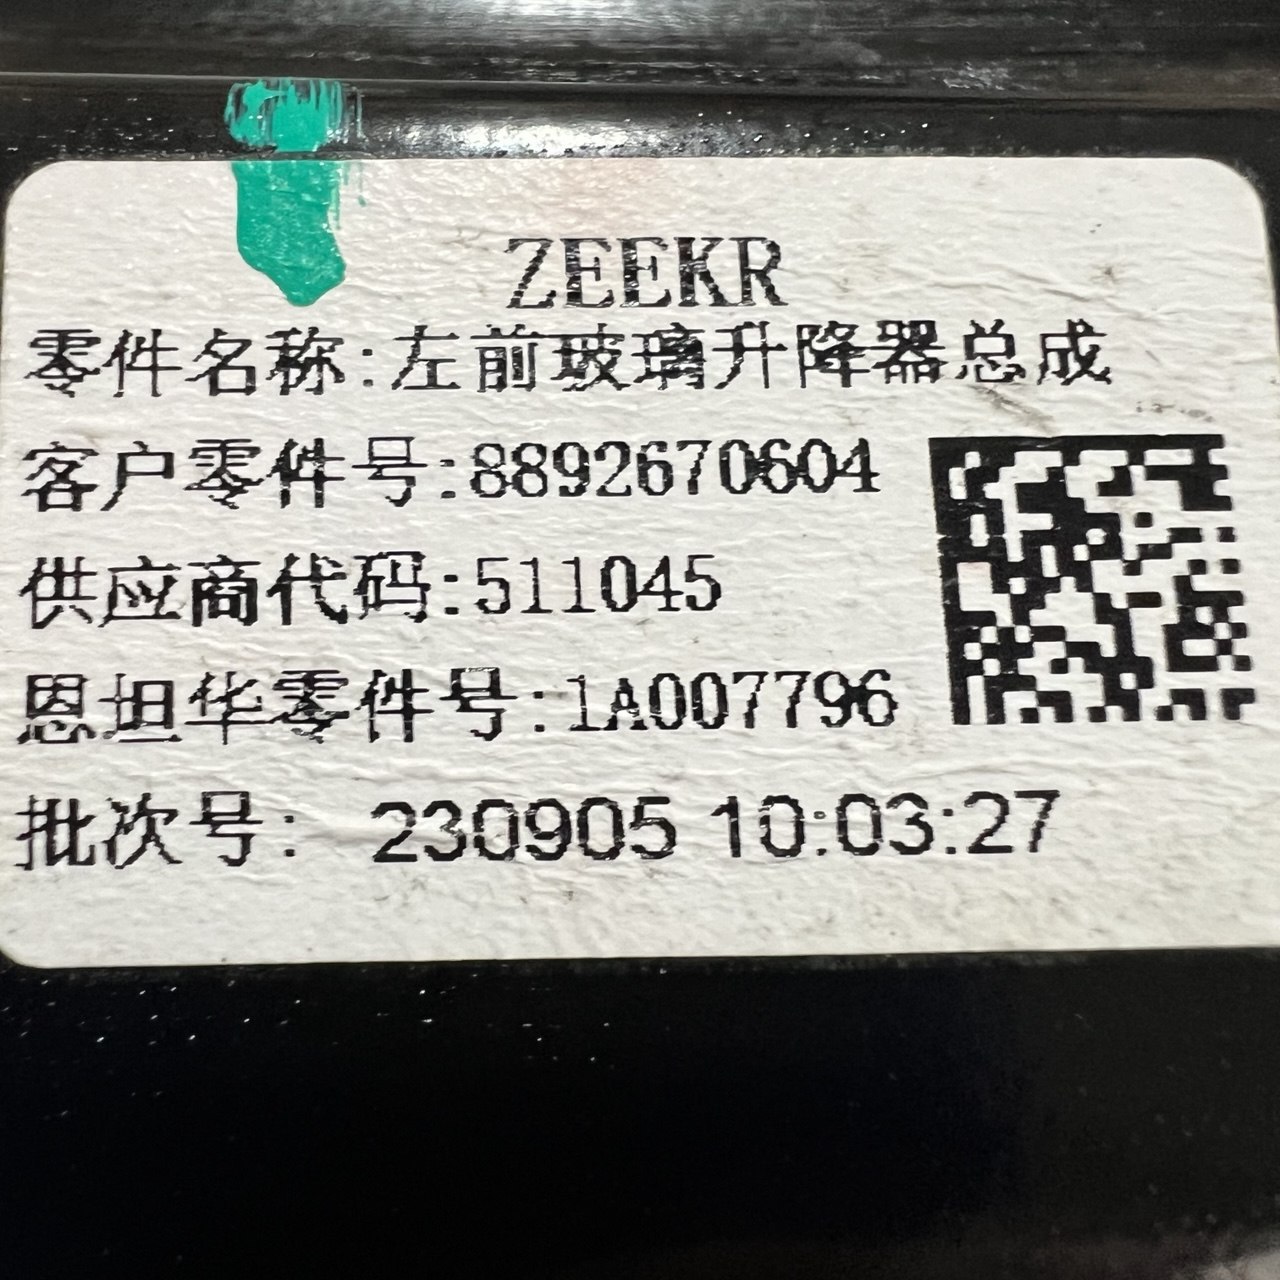 ZEEKR
零件名称:左前玻璃升降器总成
客户零件号:8892670604
供应商代码:511045
恩坦华零件号:1A007796
批次号: 230905 10:03:27